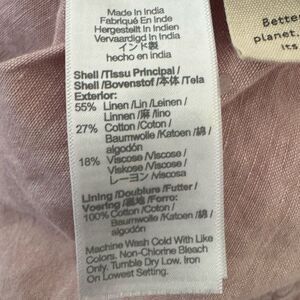 Made In India
Fabriqué En Inde
Hergestellt In Indien
Vervaardigd In India
インド製
hecho en india
Shell /Tissu Principal /
Shell /Bovenstof /本体 /Tela
Exterior:
55% Linen /Lin /Leinen /
Linnen /麻 /lino
27% Cotton /Coton /
Baumwolle /Katoen /綿 /
algodón
18% Viscose /Viscose /
Viskose /Viscose /
レーヨン /viscosa
Lining /Doublure /Futter /
Voering /裏地 /Forro:
100% Cotton /Coton /
Baumwolle /Katoen /綿 /
algodón
Machine Wash Cold With Like
Colors. Non-Chlorine Bleach
Only. Tumble Dry Low. Iron
On Lowest Setting.
Bette
planet.
its